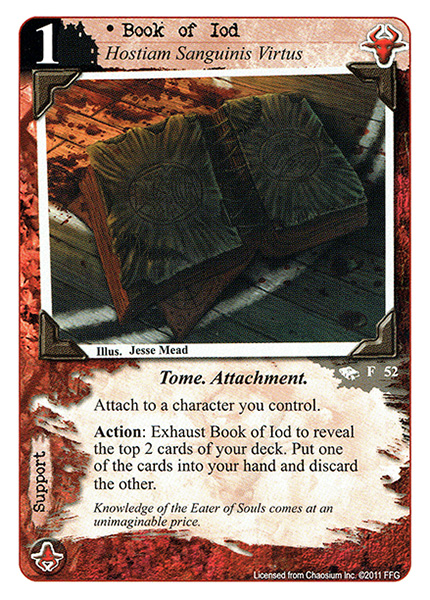 1
• Book of Iod
Hostiam Sanguinis Virtus
Illus. Jesse Mead
F 52
Tome. Attachment.
Attach to a character you control.
Action: Exhaust Book of Iod to reveal
the top 2 cards of your deck. Put one
of the cards into your hand and discard
the other.
Knowledge of the Eater of Souls comes at an
unimaginable price.
Support
Licensed from Chaosium Inc. ©2011 FFG